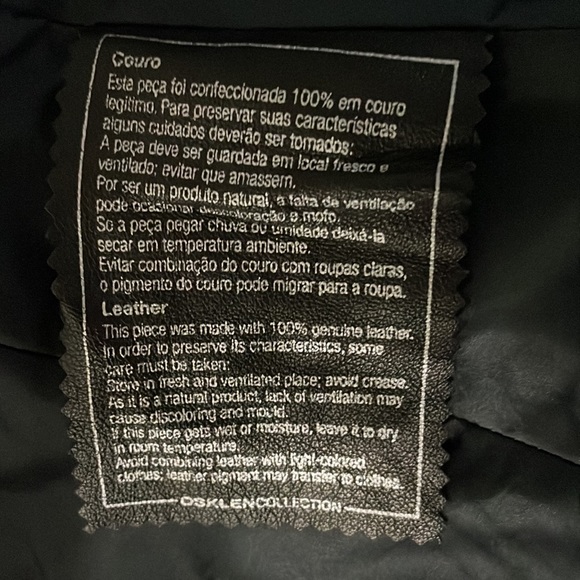 Couro
Esta peça foi confeccionada 100% em couro
legítimo. Para preservar suas características
alguns cuidados deverão ser tomados:
A peça deve ser guardada em local fresco e
ventilado; evitar que amassem.
Por ser um produto natural, a falta de ventilação
pode ocasionar descoloração e mofo.
Se a peça pegar chuva ou umidade deixá-la
secar em temperatura ambiente.
Evitar combinação do couro com roupas claras,
o pigmento do couro pode migrar para a roupa.
Leather
This piece was made with 100% genuine leather.
In order to preserve its characteristics, some
care must be taken:
Store in fresh and ventilated place; avoid crease.
As it is a natural product, lack of ventilation may
cause discoloring and mould.
If this piece gets wet or moisture, leave it to dry
in room temperature.
Avoid combining leather with light-colored
clothes; leather pigment may transfer to clothes.
OSKLENCOLLECTION